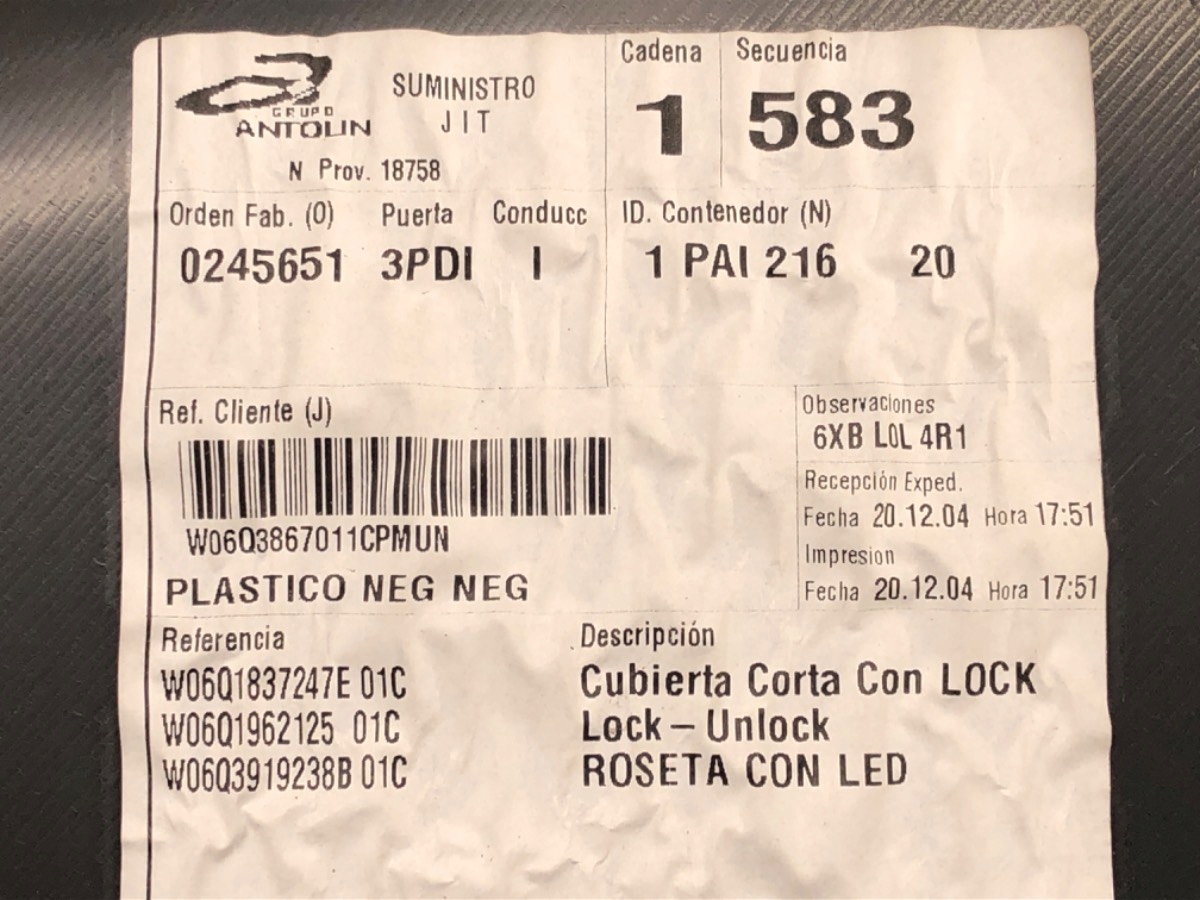 GRUPO
ANTOLIN
SUMINISTRO
JIT
N Prov. 18758
Cadena Secuencia
1 583
Orden Fab. (O) Puerta Conducc ID. Contenedor (N)
0245651 3PDI I 1 PAI 216 20
Ref. Cliente (J)
W06Q3867011CPMUN
PLASTICO NEG NEG
Observaciones
6XB L0L 4R1
Recepción Exped.
Fecha 20.12.04 Hora 17:51
Impresion
Fecha 20.12.04 Hora 17:51
Referencia Descripción
W06Q1837247E 01C Cubierta Corta Con LOCK
W06Q1962125 01C Lock - Unlock
W06Q3919238B 01C ROSETA CON LED